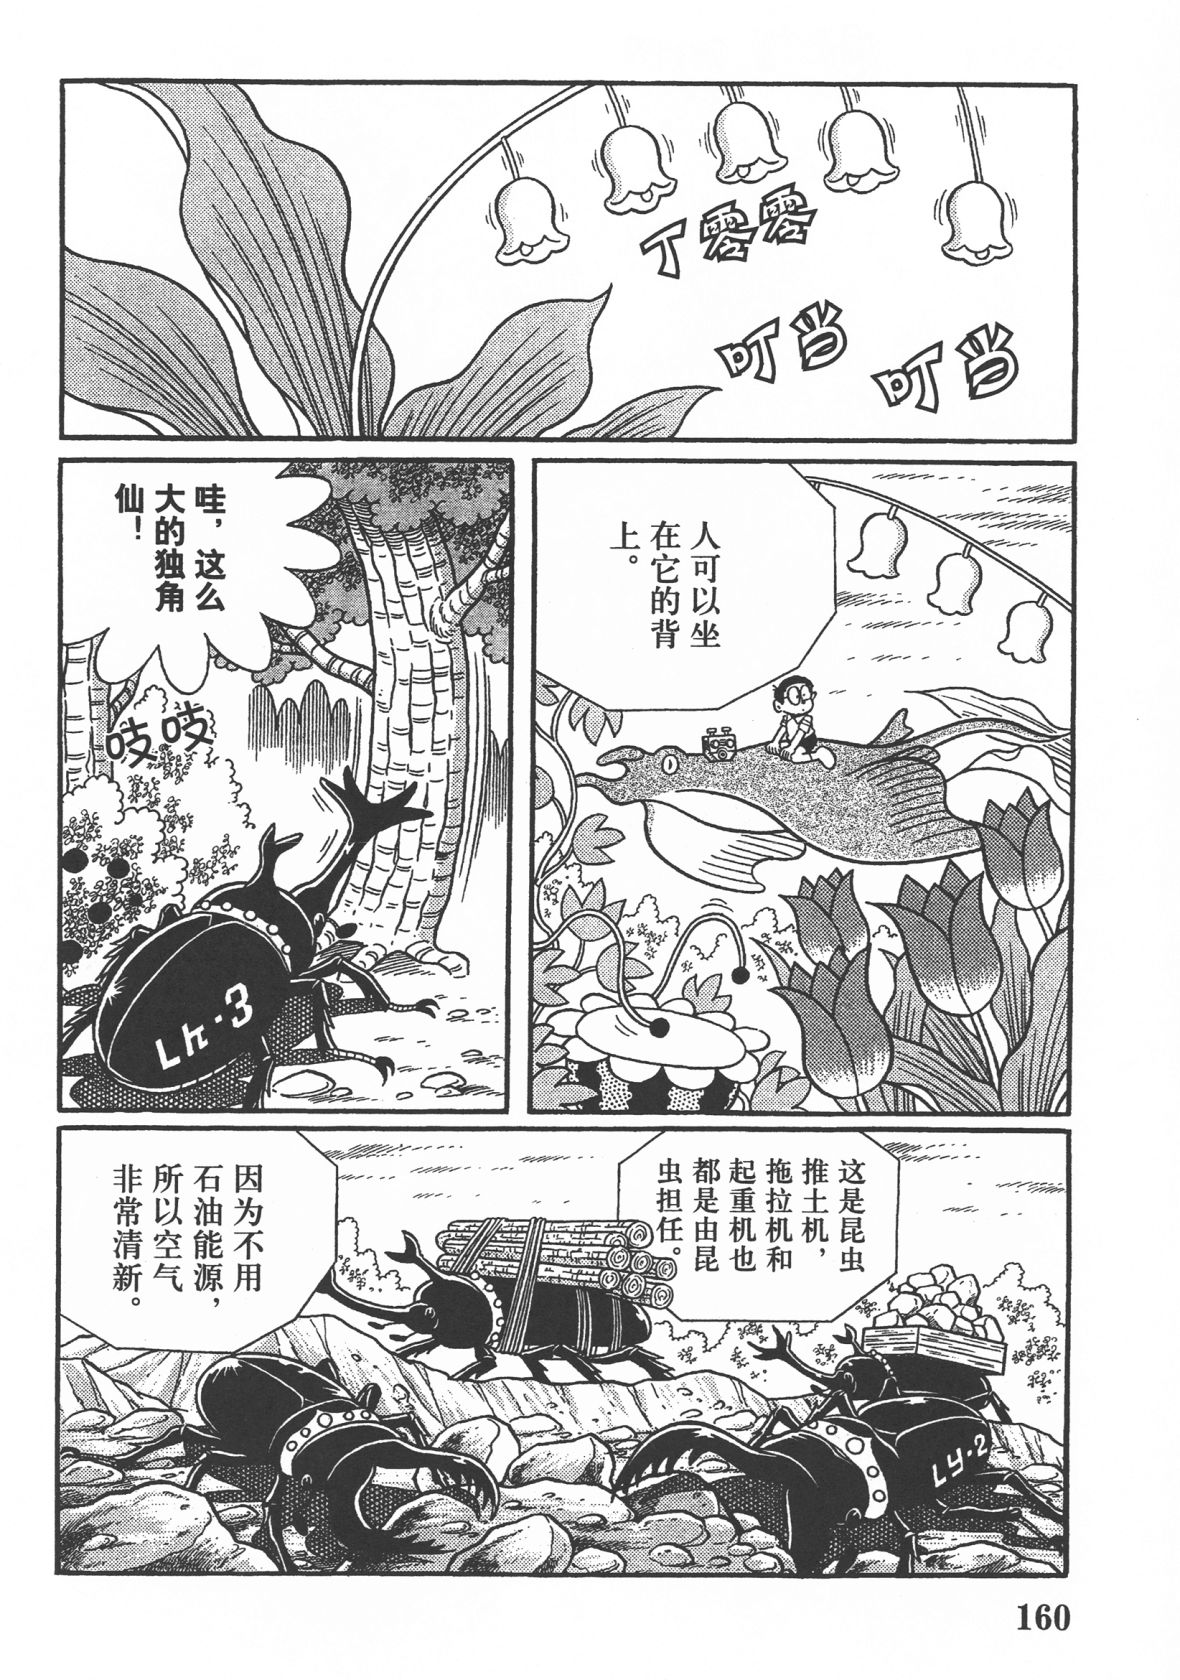 丁零零
叮当
叮当
人可以坐
在它的背
上。
哇，这么
大的独角
仙！
吱吱
Lh-3
这是昆虫
推土机，
拖拉机和
起重机也
都是由昆
虫担任。
因为不用
石油能源，
所以空气
非常清新。
Ly-2
160